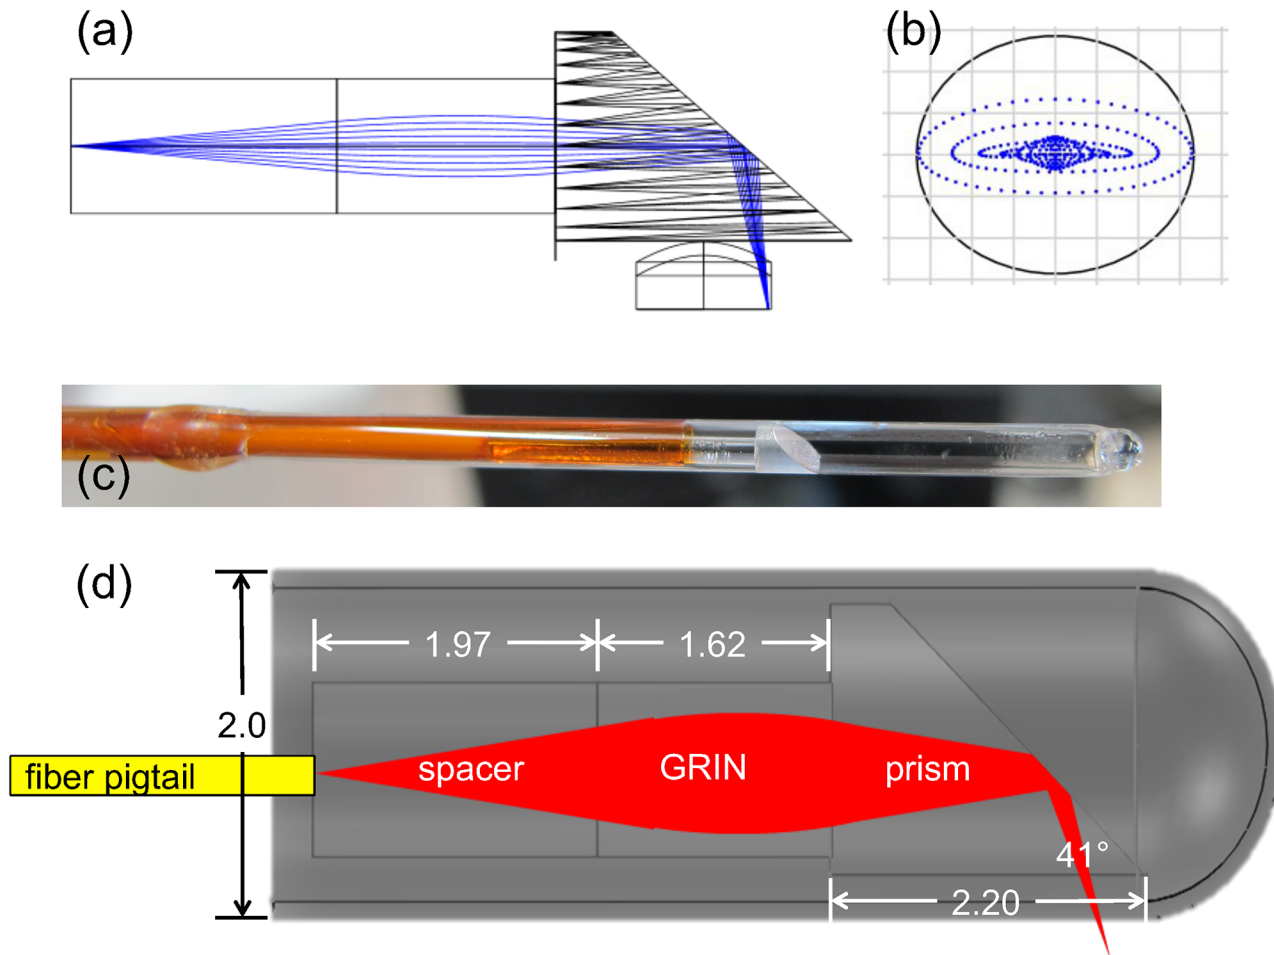 (a)
(b)
(c)
(d)
1.97
1.62
2.0
fiber pigtail
spacer
GRIN
prism
41°
2.20